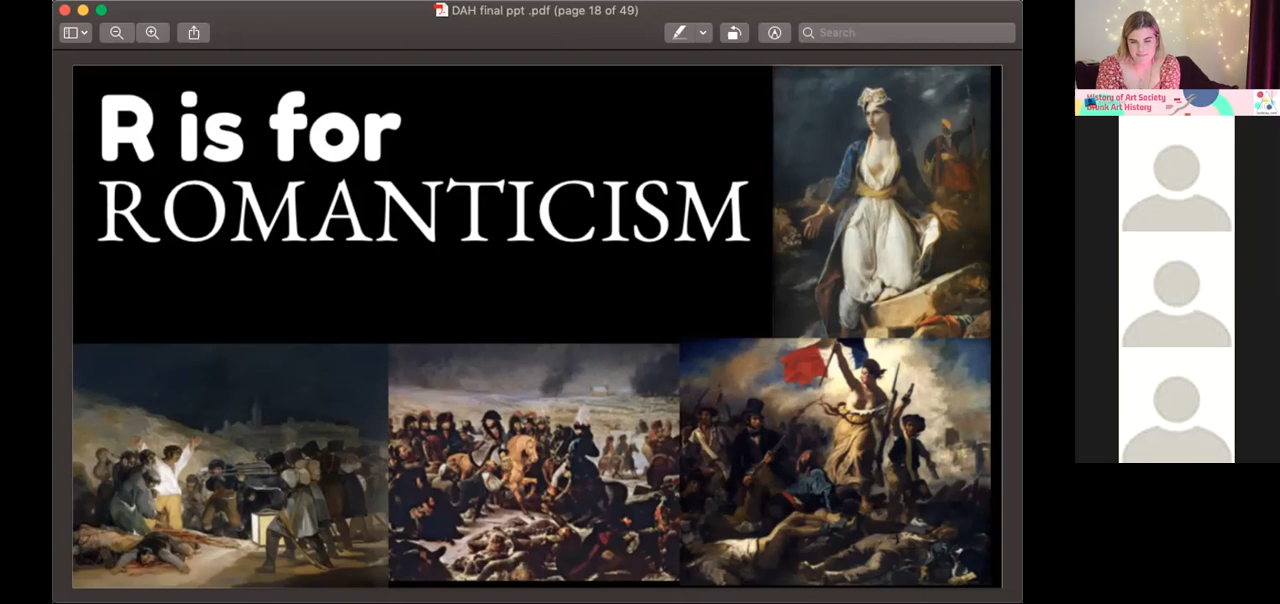 DAH final ppt .pdf (page 18 of 49)
Search
R is for
ROMANTICISM
History of Art Society
Drunk Art History